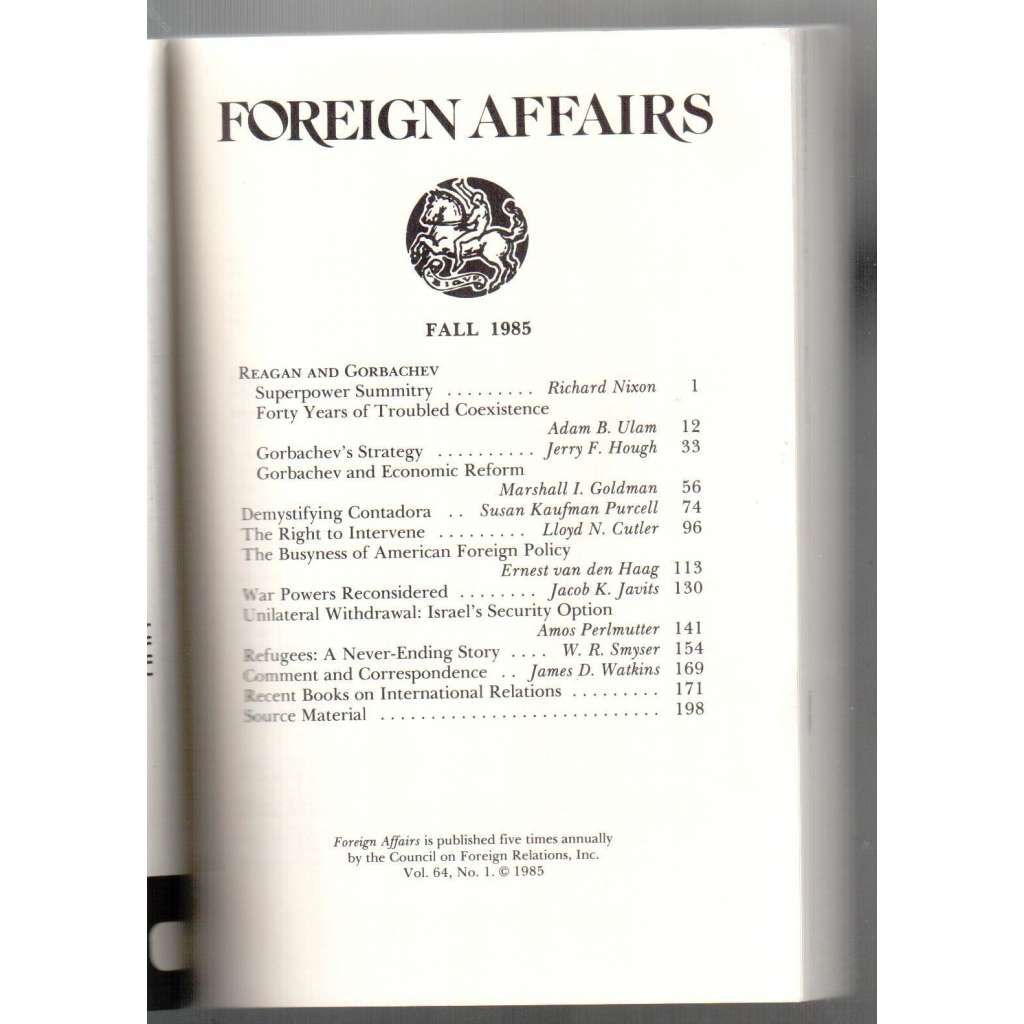 FOREIGN AFFAIRS
FALL 1985
REAGAN AND GORBACHEV
Superpower Summitry ......... Richard Nixon 1
Forty Years of Troubled Coexistence
Adam B. Ulam 12
Gorbachev's Strategy .......... Jerry F. Hough 33
Gorbachev and Economic Reform
Marshall I. Goldman 56
Demystifying Contadora .. Susan Kaufman Purcell 74
The Right to Intervene ......... Lloyd N. Cutler 96
The Busyness of American Foreign Policy
Ernest van den Haag 113
War Powers Reconsidered ........ Jacob K. Javits 130
Unilateral Withdrawal: Israel's Security Option
Amos Perlmutter 141
Refugees: A Never-Ending Story .... W. R. Smyser 154
Comment and Correspondence .. James D. Watkins 169
Recent Books on International Relations ......... 171
Source Material ............................. 198
Foreign Affairs is published five times annually
by the Council on Foreign Relations, Inc.
Vol. 64, No. 1. © 1985